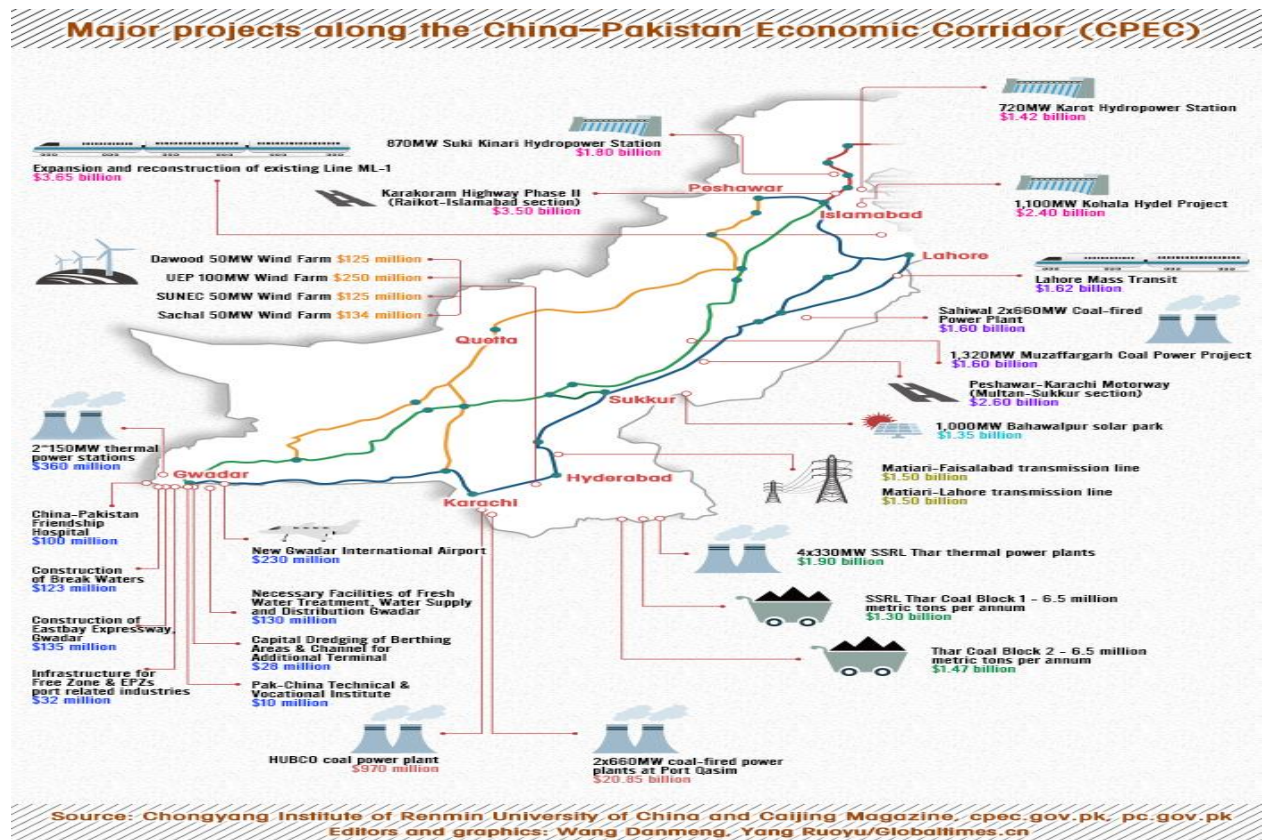 Major projects along the China–Pakistan Economic Corridor (CPEC)
720MW Karot Hydropower Station
$1.42 billion
870MW Suki Kinari Hydropower Station
$1.80 billion
Expansion and reconstruction of existing Line ML-1
$3.65 billion
Karakoram Highway Phase II
(Raikot-Islamabad section)
$3.50 billion
Peshawar
Islamabad
1,100MW Kohala Hydel Project
$2.40 billion
Dawood 50MW Wind Farm $125 million
UEP 100MW Wind Farm $250 million
SUNEC 50MW Wind Farm $125 million
Sachal 50MW Wind Farm $134 million
Lahore
Lahore Mass Transit
$1.62 billion
Quetta
Sahiwal 2x660MW Coal-fired
Power Plant
$1.60 billion
1,320MW Muzaffargarh Coal Power Project
$1.60 billion
Peshawar-Karachi Motorway
(Multan-Sukkur section)
$2.60 billion
Sukkur
1,000MW Bahawalpur solar park
$1.35 billion
2*150MW thermal
power stations
$360 million
Gwadar
Karachi
Hyderabad
Matiari-Faisalabad transmission line
$1.50 billion
Matiari-Lahore transmission line
$1.50 billion
China-Pakistan
Friendship
Hospital
$100 million
New Gwadar International Airport
$230 million
4x330MW SSRL Thar thermal power plants
$1.90 billion
Construction
of Break Waters
$123 million
Necessary Facilities of Fresh
Water Treatment, Water Supply
and Distribution Gwadar
$130 million
SSRL Thar Coal Block 1 - 6.5 million
metric tons per annum
$1.30 billion
Construction of
Eastbay Expressway,
Gwadar
$135 million
Capital Dredging of Berthing
Areas & Channel for
Additional Terminal
$28 million
Thar Coal Block 2 - 6.5 million
metric tons per annum
$1.47 billion
Infrastructure for
Free Zone & EPZs
port related industries
$32 million
Pak-China Technical &
Vocational Institute
$10 million
HUBCO coal power plant
$970 million
2x660MW coal-fired power
plants at Port Qasim
$20.85 billion
Source: Chongyang Institute of Renmin University of China and Caijing Magazine, cpec.gov.pk, pc.gov.pk
Editors and graphics: Wang Danmeng, Yang Ruoyu/Globaltimes.cn